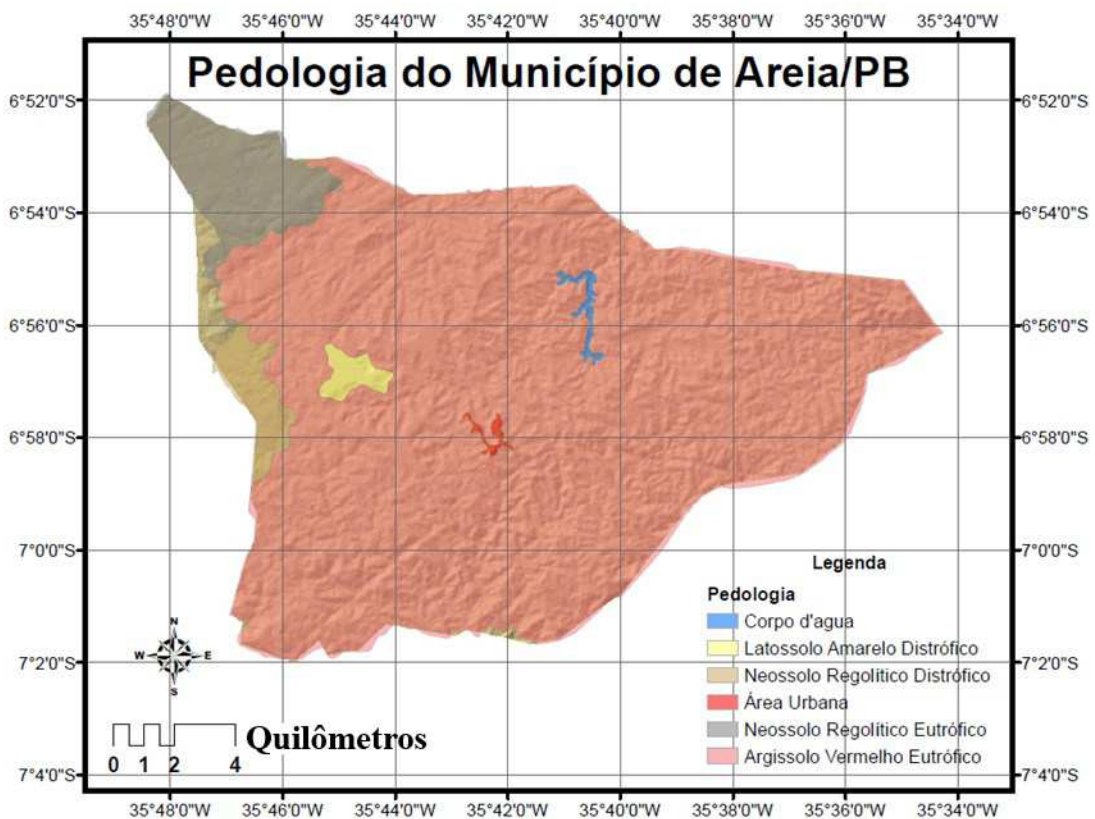 35°48'0"W 35°46'0"W 35°44'0"W 35°42'0"W 35°40'0"W 35°38'0"W 35°36'0"W 35°34'0"W
Pedologia do Município de Areia/PB
6°52'0"S 6°52'0"S
6°54'0"S 6°54'0"S
6°56'0"S 6°56'0"S
6°58'0"S 6°58'0"S
7°0'0"S 7°0'0"S
Legenda
Pedologia
Corpo d'agua
Latossolo Amarelo Distrófico
Neossolo Regolítico Distrófico
Área Urbana
Neossolo Regolítico Eutrófico
Argissolo Vermelho Eutrófico
N
W E
S
7°2'0"S 7°2'0"S
Quilômetros
0 1 2 4
7°4'0"S 7°4'0"S
35°48'0"W 35°46'0"W 35°44'0"W 35°42'0"W 35°40'0"W 35°38'0"W 35°36'0"W 35°34'0"W